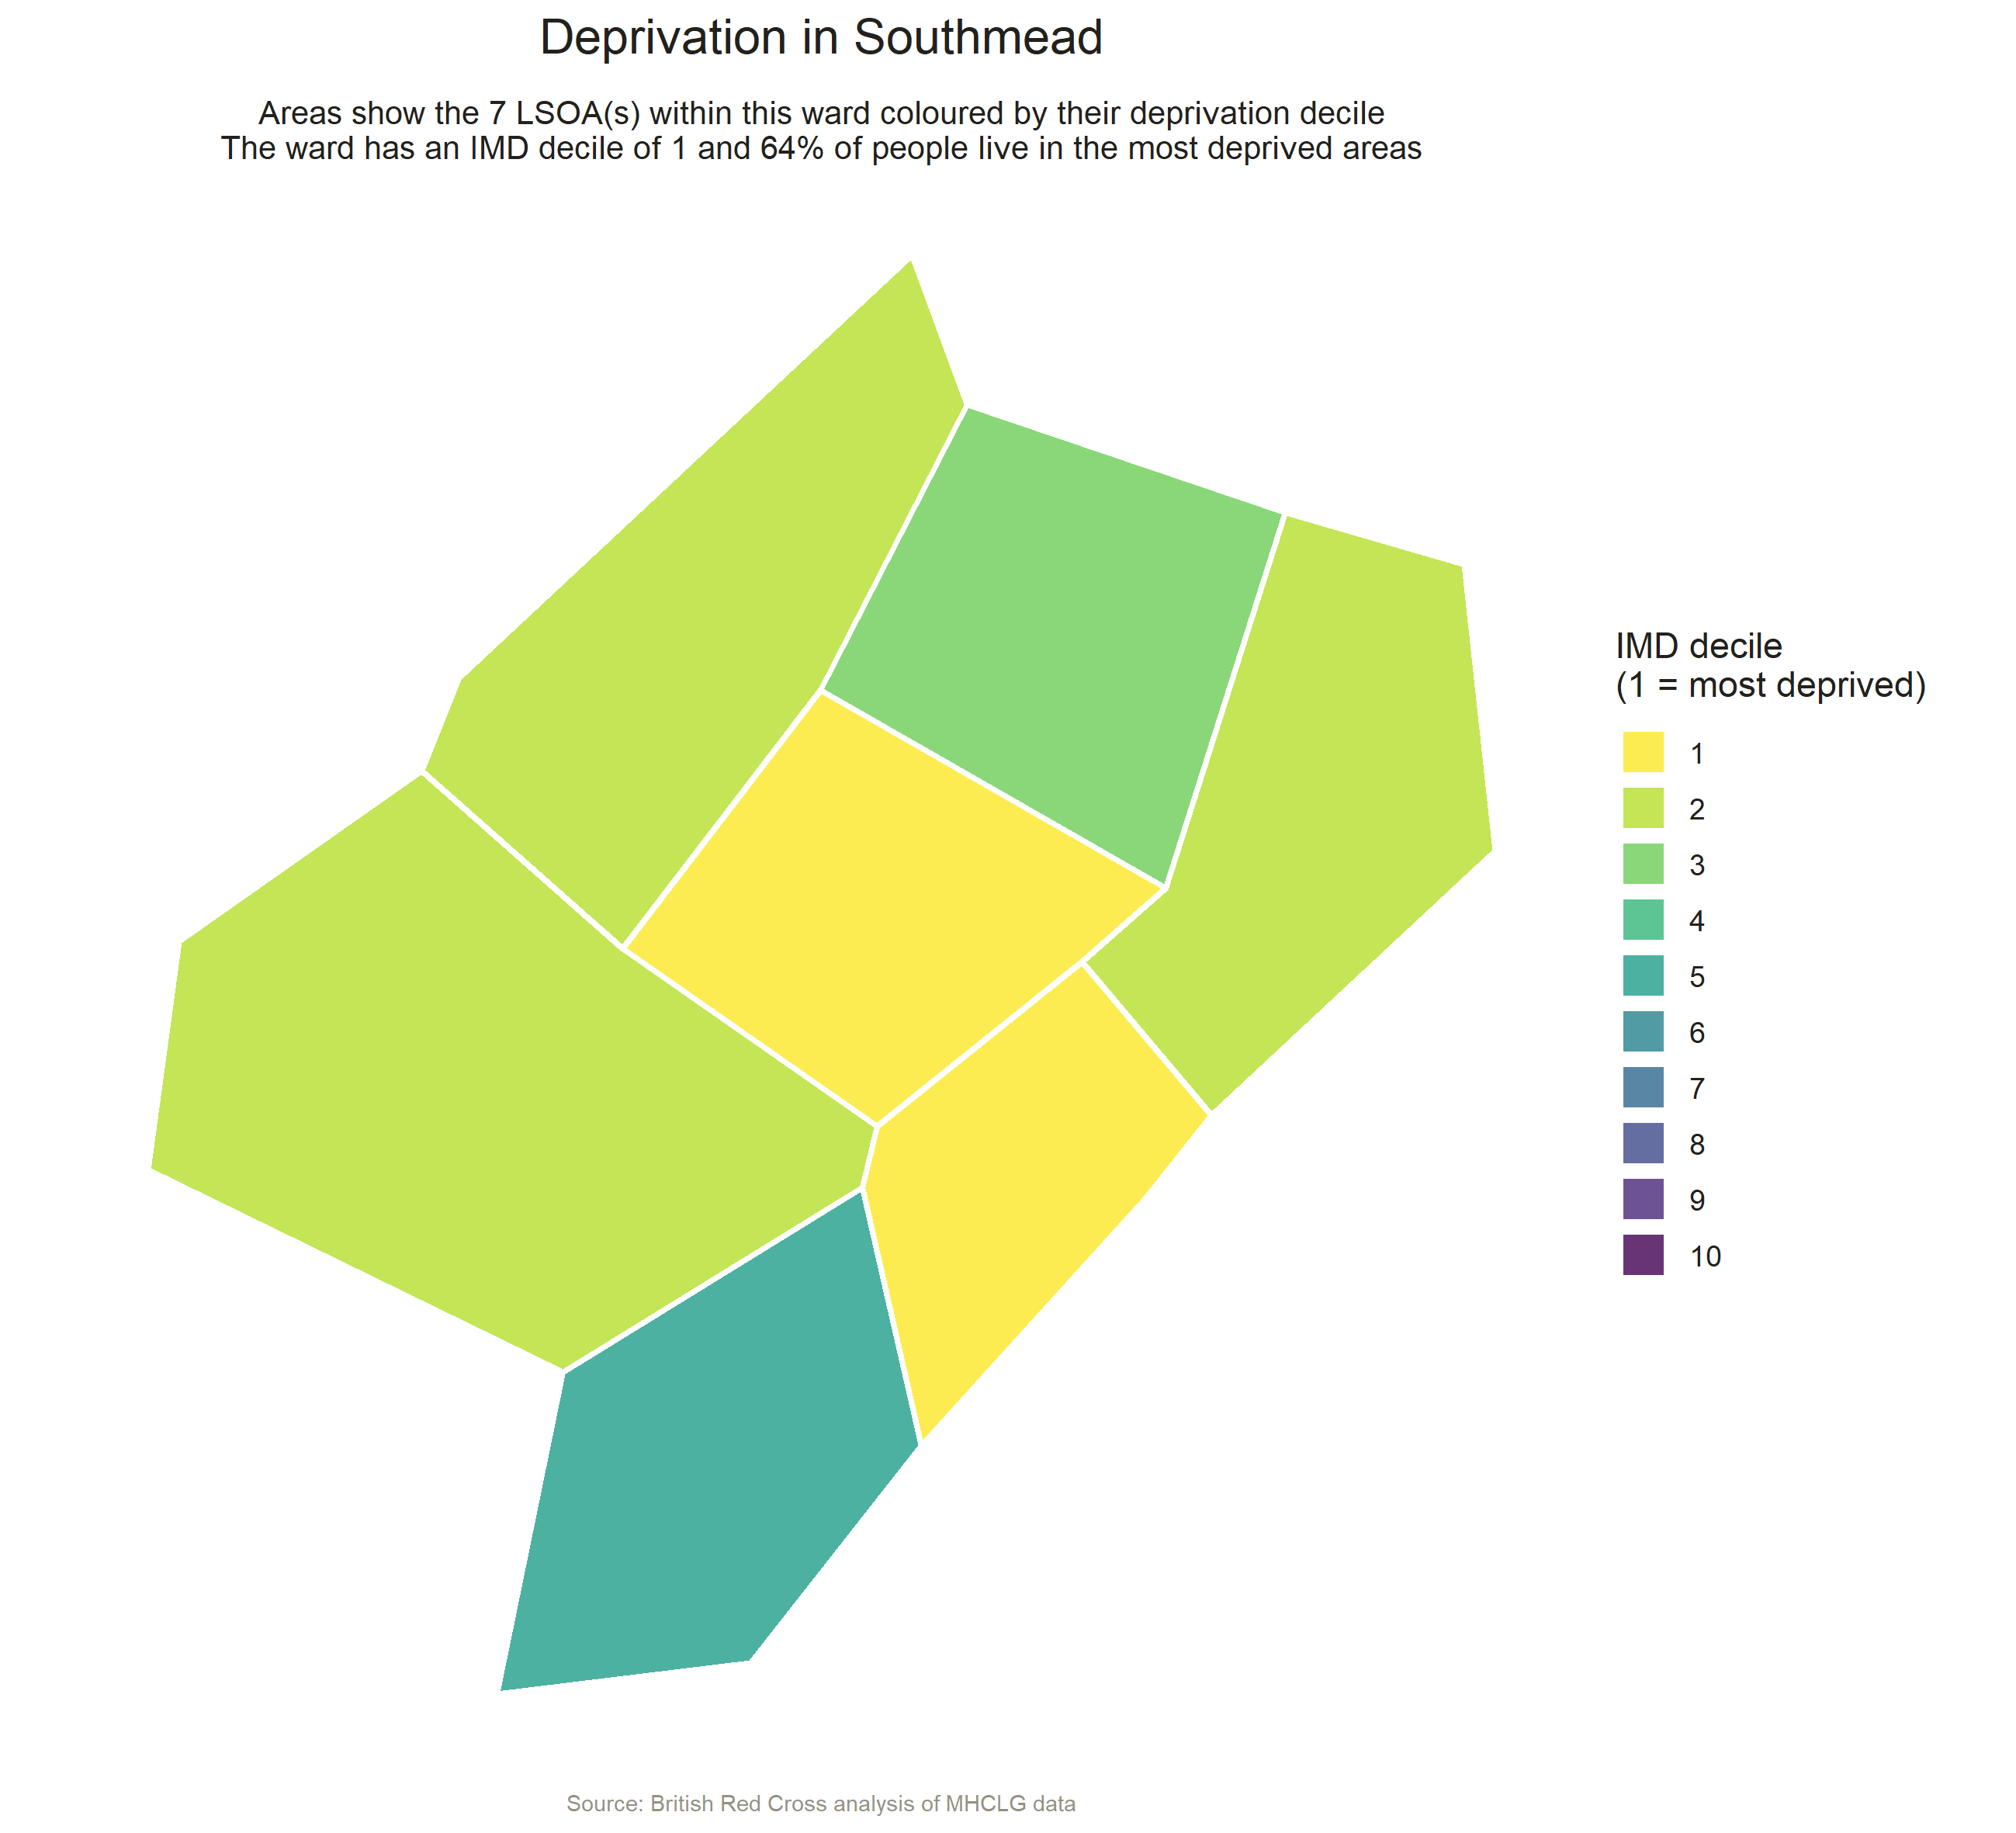 Deprivation in Southmead
Areas show the 7 LSOA(s) within this ward coloured by their deprivation decile
The ward has an IMD decile of 1 and 64% of people live in the most deprived areas
IMD decile
(1 = most deprived)
1
2
3
4
5
6
7
8
9
10
Source: British Red Cross analysis of MHCLG data